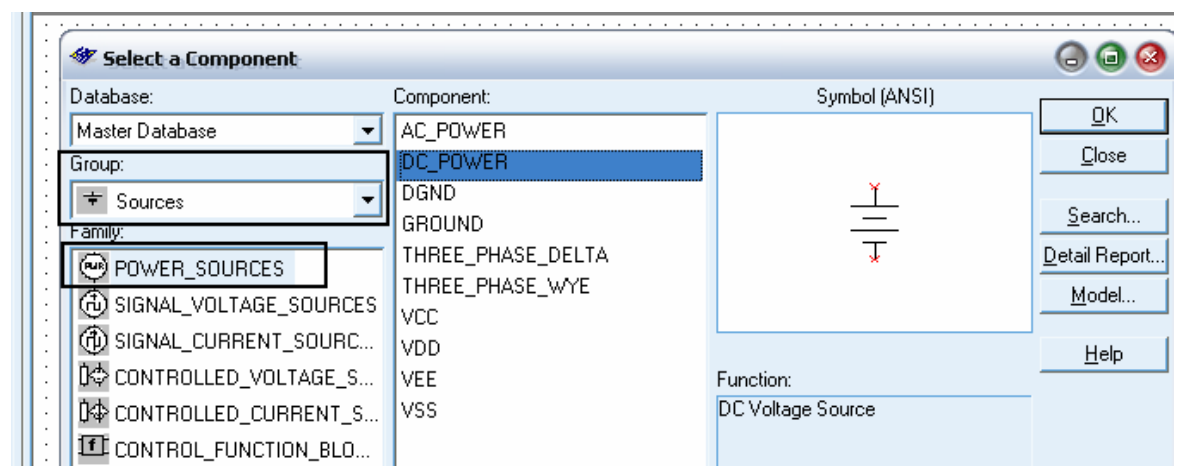 Select a Component
Database:
Master Database
Group:
Sources
Family:
POWER_SOURCES
SIGNAL_VOLTAGE_SOURCES
SIGNAL_CURRENT_SOURC...
CONTROLLED_VOLTAGE_S...
CONTROLLED_CURRENT_S...
CONTROL_FUNCTION_BLO...
Component:
AC_POWER
DC_POWER
DGND
GROUND
THREE_PHASE_DELTA
THREE_PHASE_WYE
VCC
VDD
VEE
VSS
Symbol (ANSI)
Function:
DC Voltage Source
OK
Close
Search...
Detail Report...
Model...
Help